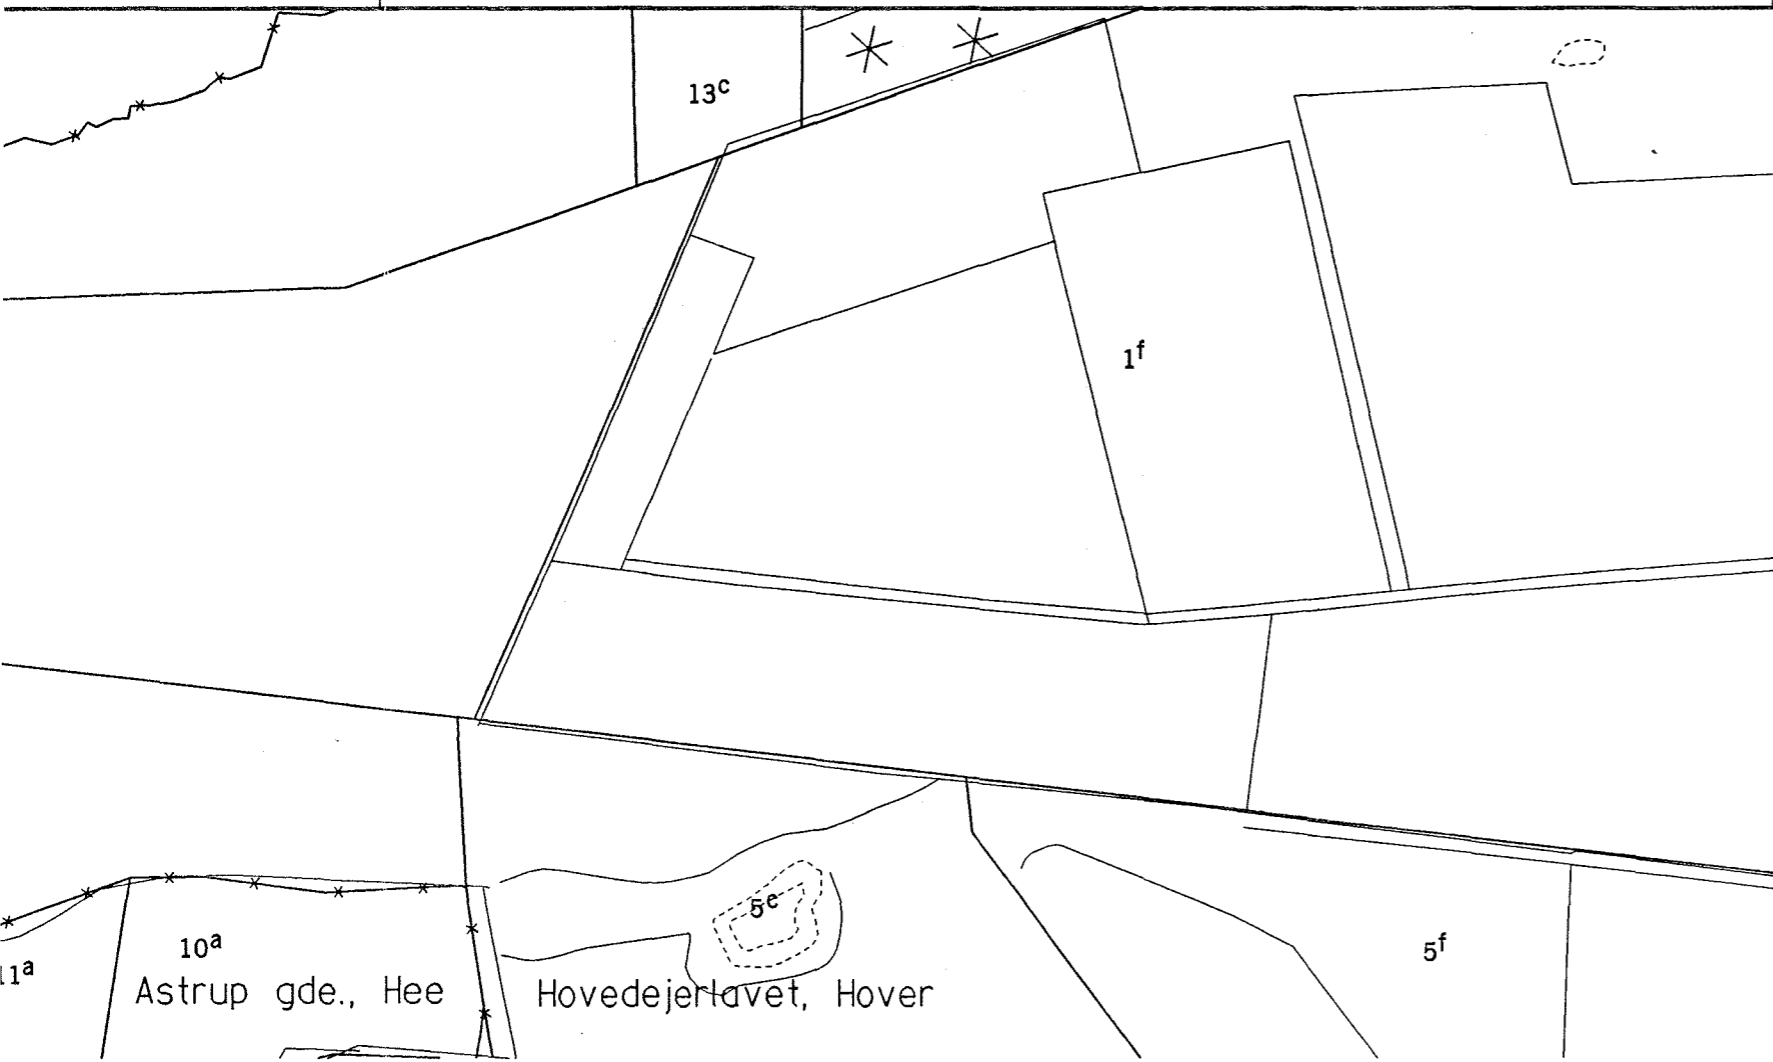 13ᶜ
1ᶠ
5ᵉ
10ᵃ
5ᶠ
11ᵃ
Astrup gde., Hee
Hovedejerlavet, Hover